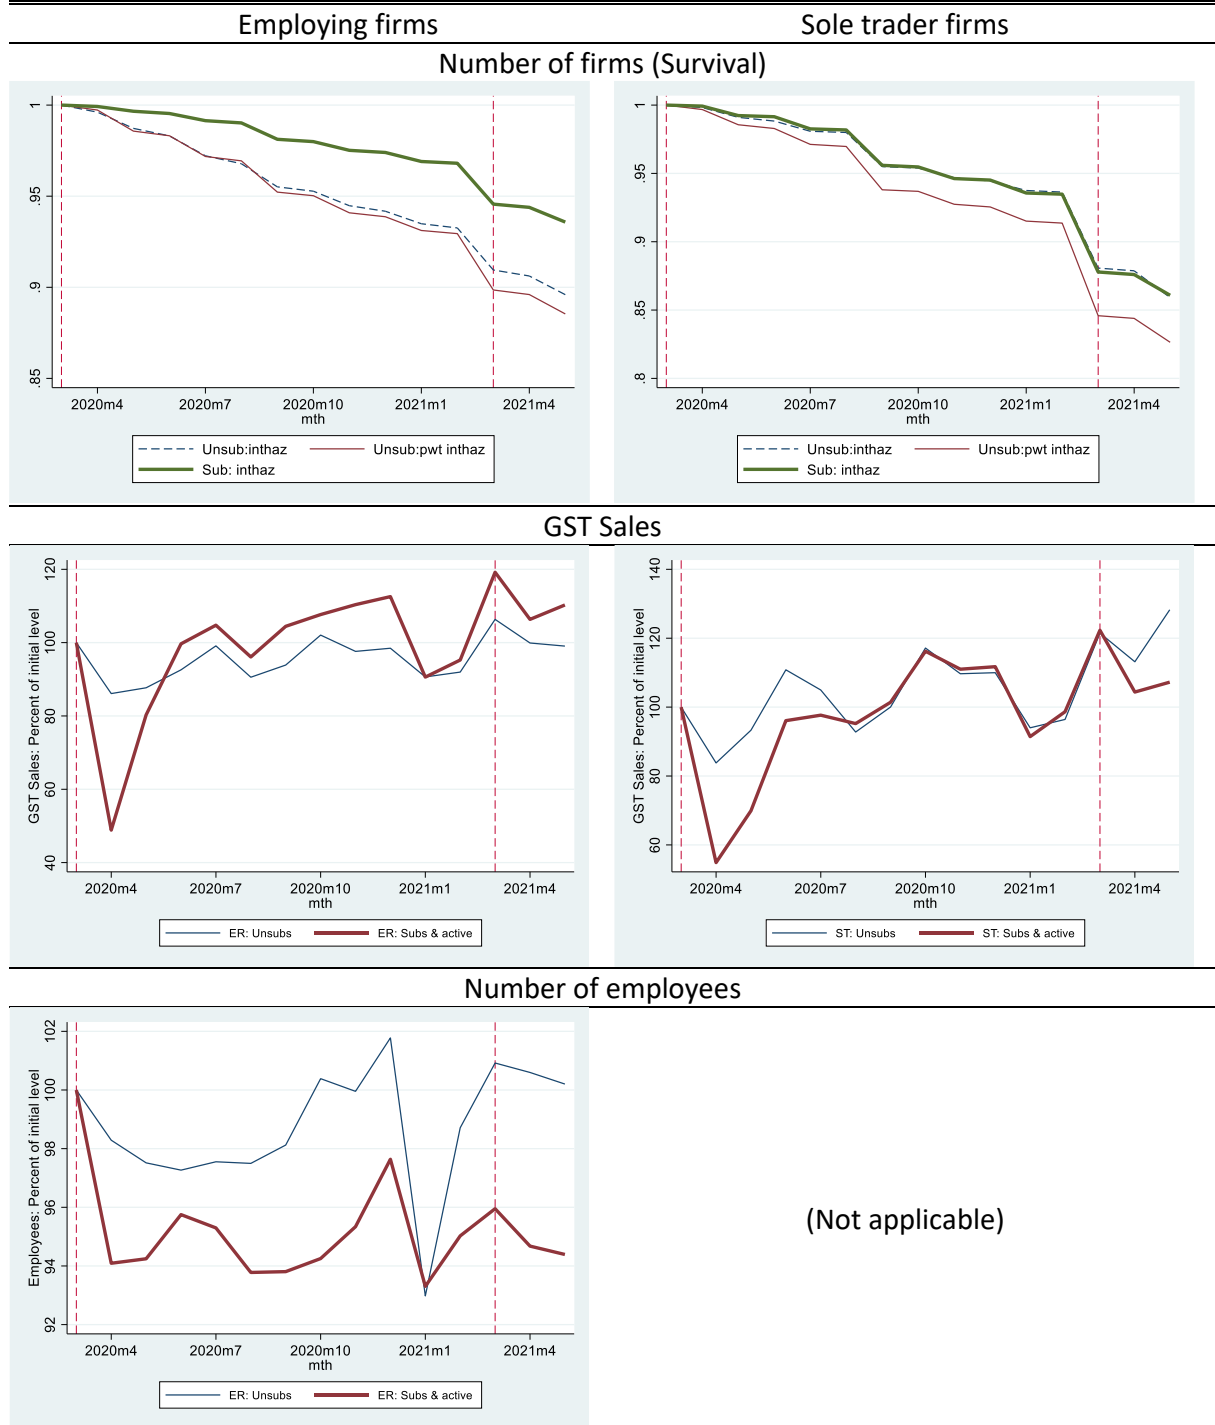 Employing firms
Sole trader firms
Number of firms (Survival)
1
.95
.9
.85
2020m4 2020m7 2020m10 2021m1 2021m4
mth
Unsub:inthaz Unsub:pwt inthaz
Sub: inthaz
1
.95
.9
.85
.8
2020m4 2020m7 2020m10 2021m1 2021m4
mth
Unsub:inthaz Unsub:pwt inthaz
Sub: inthaz
GST Sales
GST Sales: Percent of initial level
120
100
80
60
40
2020m4 2020m7 2020m10 2021m1 2021m4
mth
ER: Unsubs ER: Subs & active
GST Sales: Percent of initial level
140
120
100
80
60
2020m4 2020m7 2020m10 2021m1 2021m4
mth
ST: Unsubs ST: Subs & active
Number of employees
Employees: Percent of initial level
102
100
98
96
94
92
2020m4 2020m7 2020m10 2021m1 2021m4
mth
ER: Unsubs ER: Subs & active
(Not applicable)